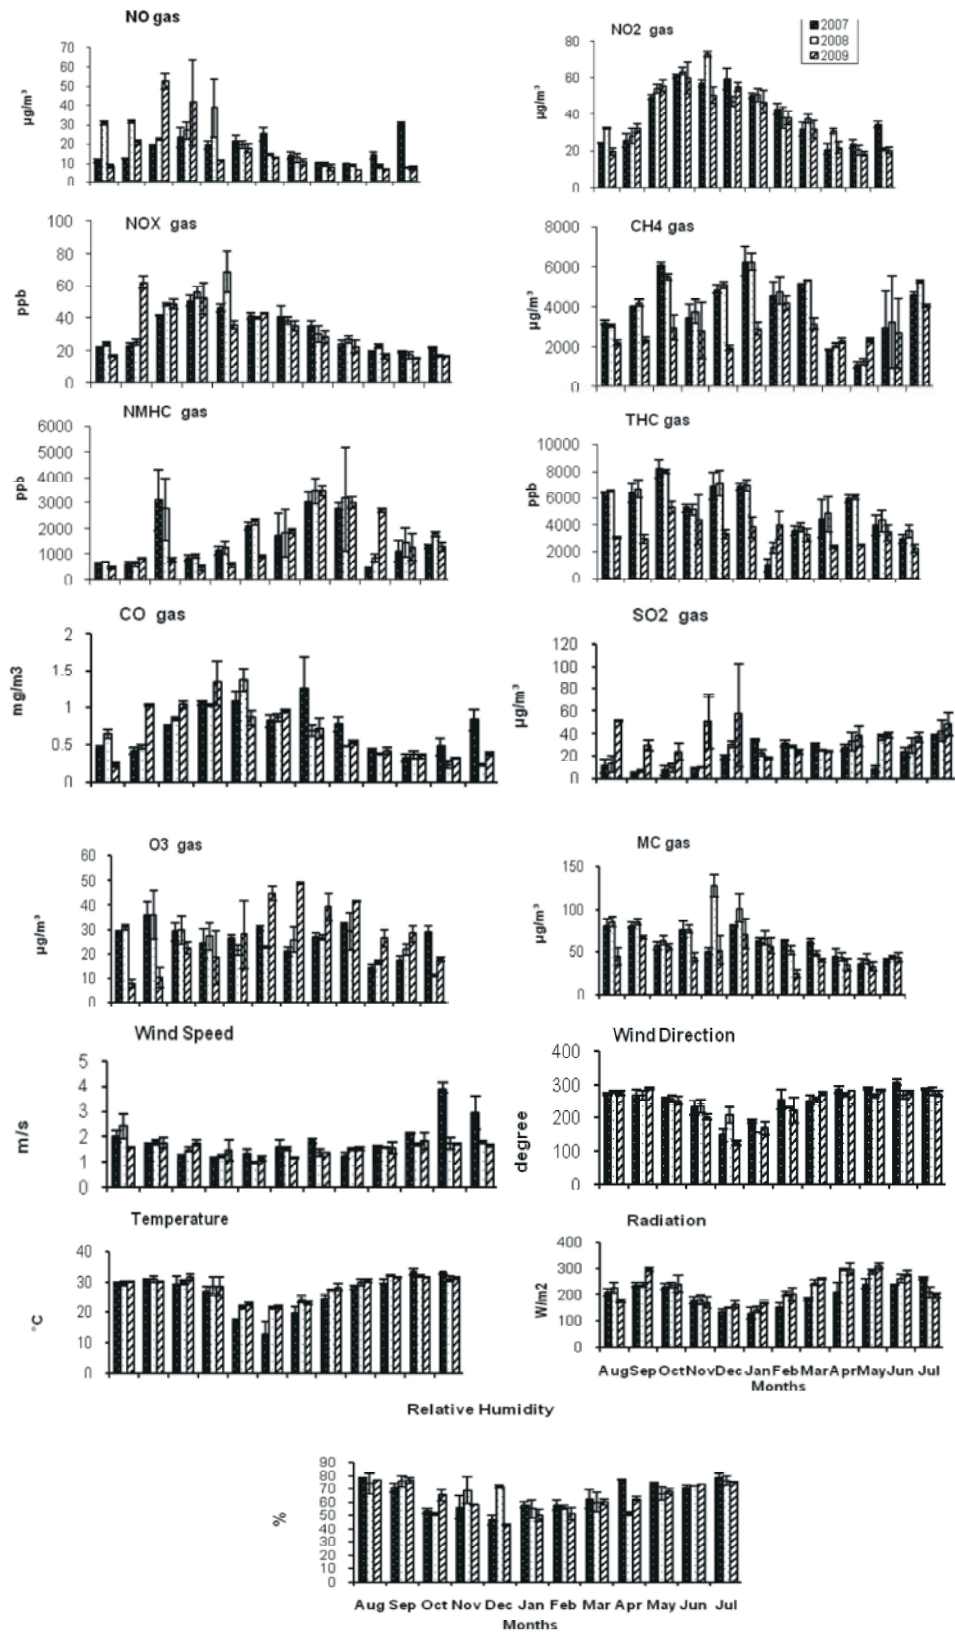 NO gas
µg/m³
70
60
50
40
30
20
10
0
NO2 gas
2007
2008
2009
µg/m³
80
60
40
20
0
NOX gas
ppb
100
80
60
40
20
0
CH4 gas
µg/m³
8000
6000
4000
2000
0
NMHC gas
ppb
6000
5000
4000
3000
2000
1000
0
THC gas
ppb
10000
8000
6000
4000
2000
0
CO gas
mg/m3
2
1.5
1
0.5
0
SO2 gas
µg/m³
120
100
80
60
40
20
0
O3 gas
µg/m³
60
50
40
30
20
10
0
MC gas
µg/m³
150
100
50
0
Wind Speed
m/s
5
4
3
2
1
0
Wind Direction
degree
400
300
200
100
0
Temperature
°C
40
30
20
10
0
Radiation
W/m2
400
300
200
100
0
Aug Sep Oct Nov Dec Jan Feb Mar Apr May Jun Jul
Months
Relative Humidity
%
90
80
70
60
50
40
30
20
10
0
Aug Sep Oct Nov Dec Jan Feb Mar Apr May Jun Jul
Months